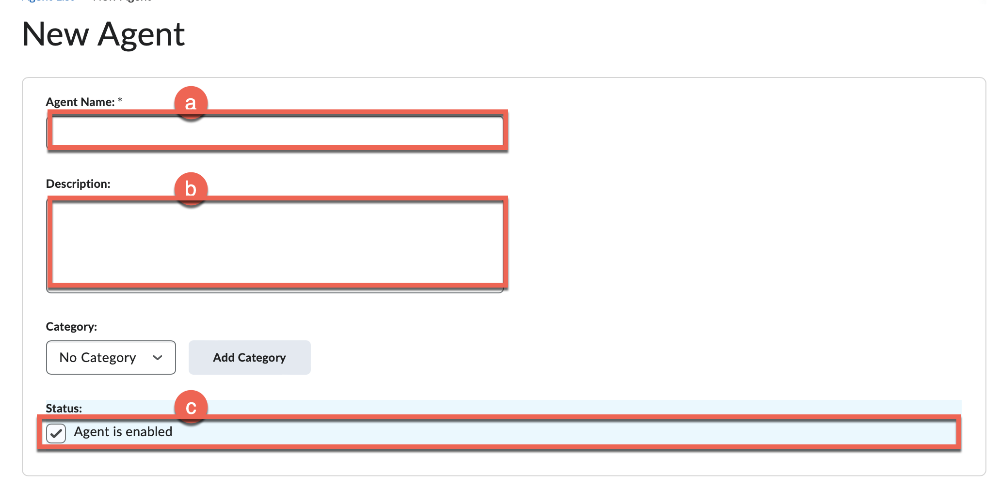 New Agent
Agent Name: *
a
Description:
b
Category:
No Category
Add Category
Status:
c
Agent is enabled